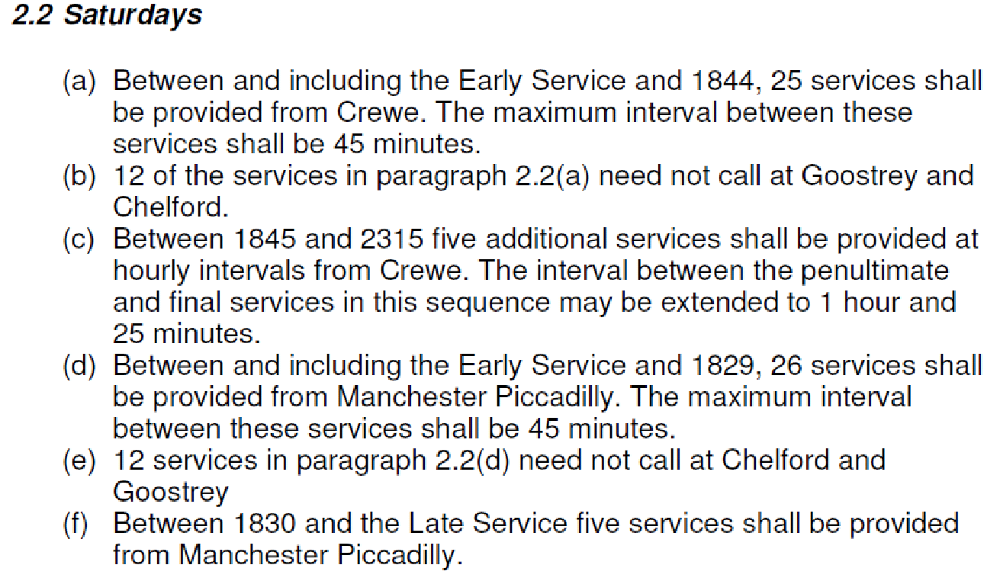 2.2 Saturdays
(a) Between and including the Early Service and 1844, 25 services shall
be provided from Crewe. The maximum interval between these
services shall be 45 minutes.
(b) 12 of the services in paragraph 2.2(a) need not call at Goostrey and
Chelford.
(c) Between 1845 and 2315 five additional services shall be provided at
hourly intervals from Crewe. The interval between the penultimate
and final services in this sequence may be extended to 1 hour and
25 minutes.
(d) Between and including the Early Service and 1829, 26 services shall
be provided from Manchester Piccadilly. The maximum interval
between these services shall be 45 minutes.
(e) 12 services in paragraph 2.2(d) need not call at Chelford and
Goostrey
(f) Between 1830 and the Late Service five services shall be provided
from Manchester Piccadilly.